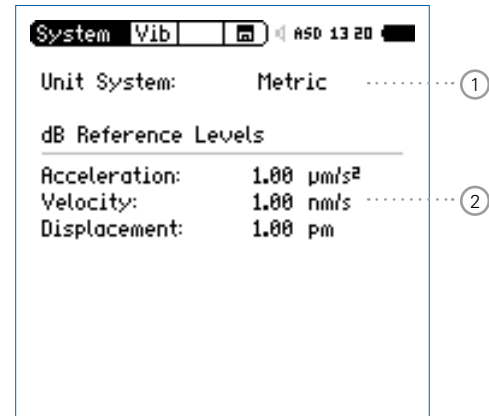 System Vib ASD 13 20
Unit System: Metric 1
dB Reference Levels
Acceleration: 1.00 µm/s²
Velocity: 1.00 nm/s 2
Displacement: 1.00 pm